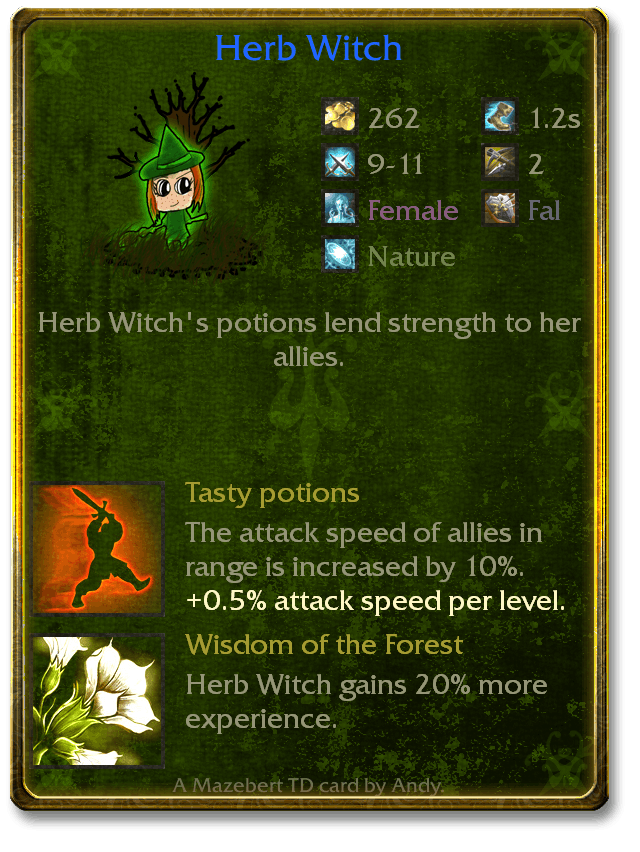 Herb Witch
262 1.2s
9-11 2
Female Fal
Nature
Herb Witch's potions lend strength to her
allies.
Tasty potions
The attack speed of allies in
range is increased by 10%.
+0.5% attack speed per level.
Wisdom of the Forest
Herb Witch gains 20% more
experience.
A Mazebert TD card by Andy.